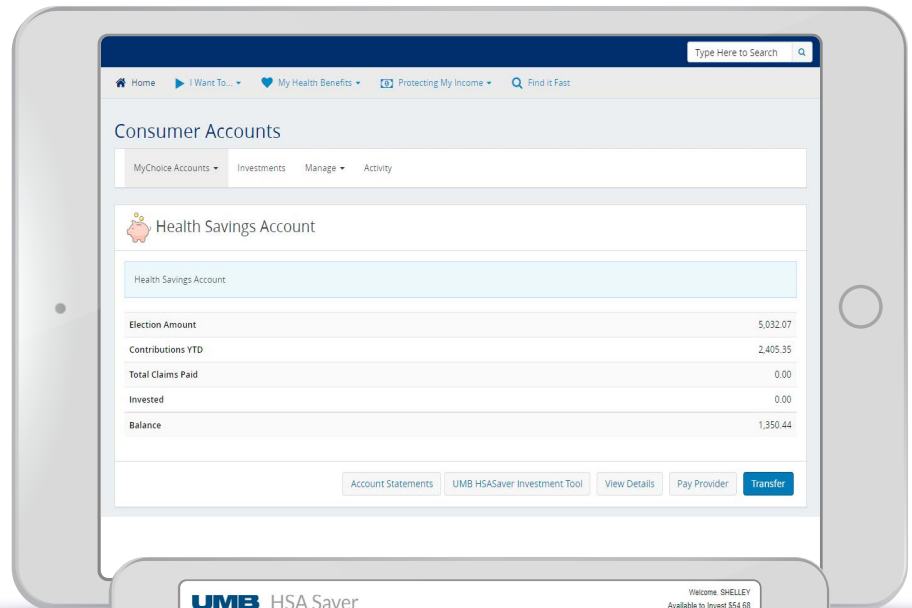 Type Here to Search
Home I Want To... My Health Benefits Protecting My Income Find it Fast
Consumer Accounts
MyChoice Accounts Investments Manage Activity
Health Savings Account
Health Savings Account
Election Amount 5,032.07
Contributions YTD 2,405.35
Total Claims Paid 0.00
Invested 0.00
Balance 1,350.44
Account Statements UMB HSASaver Investment Tool View Details Pay Provider Transfer
UMB HSA Saver
Welcome, SHELLEY
Available to Invest $54.68